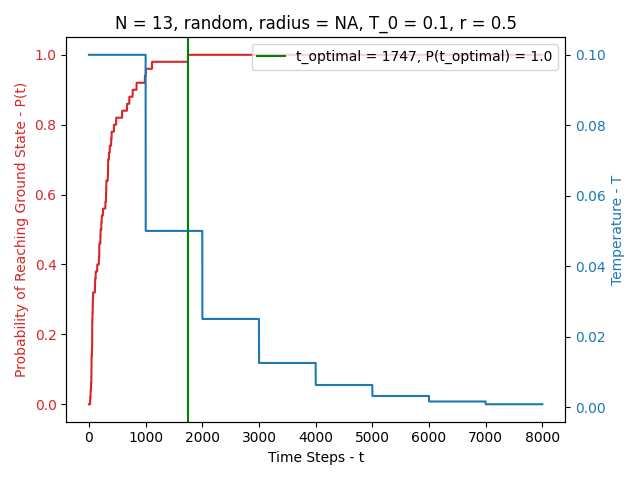 N = 13, random, radius = NA, T_0 = 0.1, r = 0.5
t_optimal = 1747, P(t_optimal) = 1.0
Probability of Reaching Ground State - P(t)
1.0
0.8
0.6
0.4
0.2
0.0
0.10
0.08
0.06
0.04
0.02
0.00
Temperature - T
0 1000 2000 3000 4000 5000 6000 7000 8000
Time Steps - t